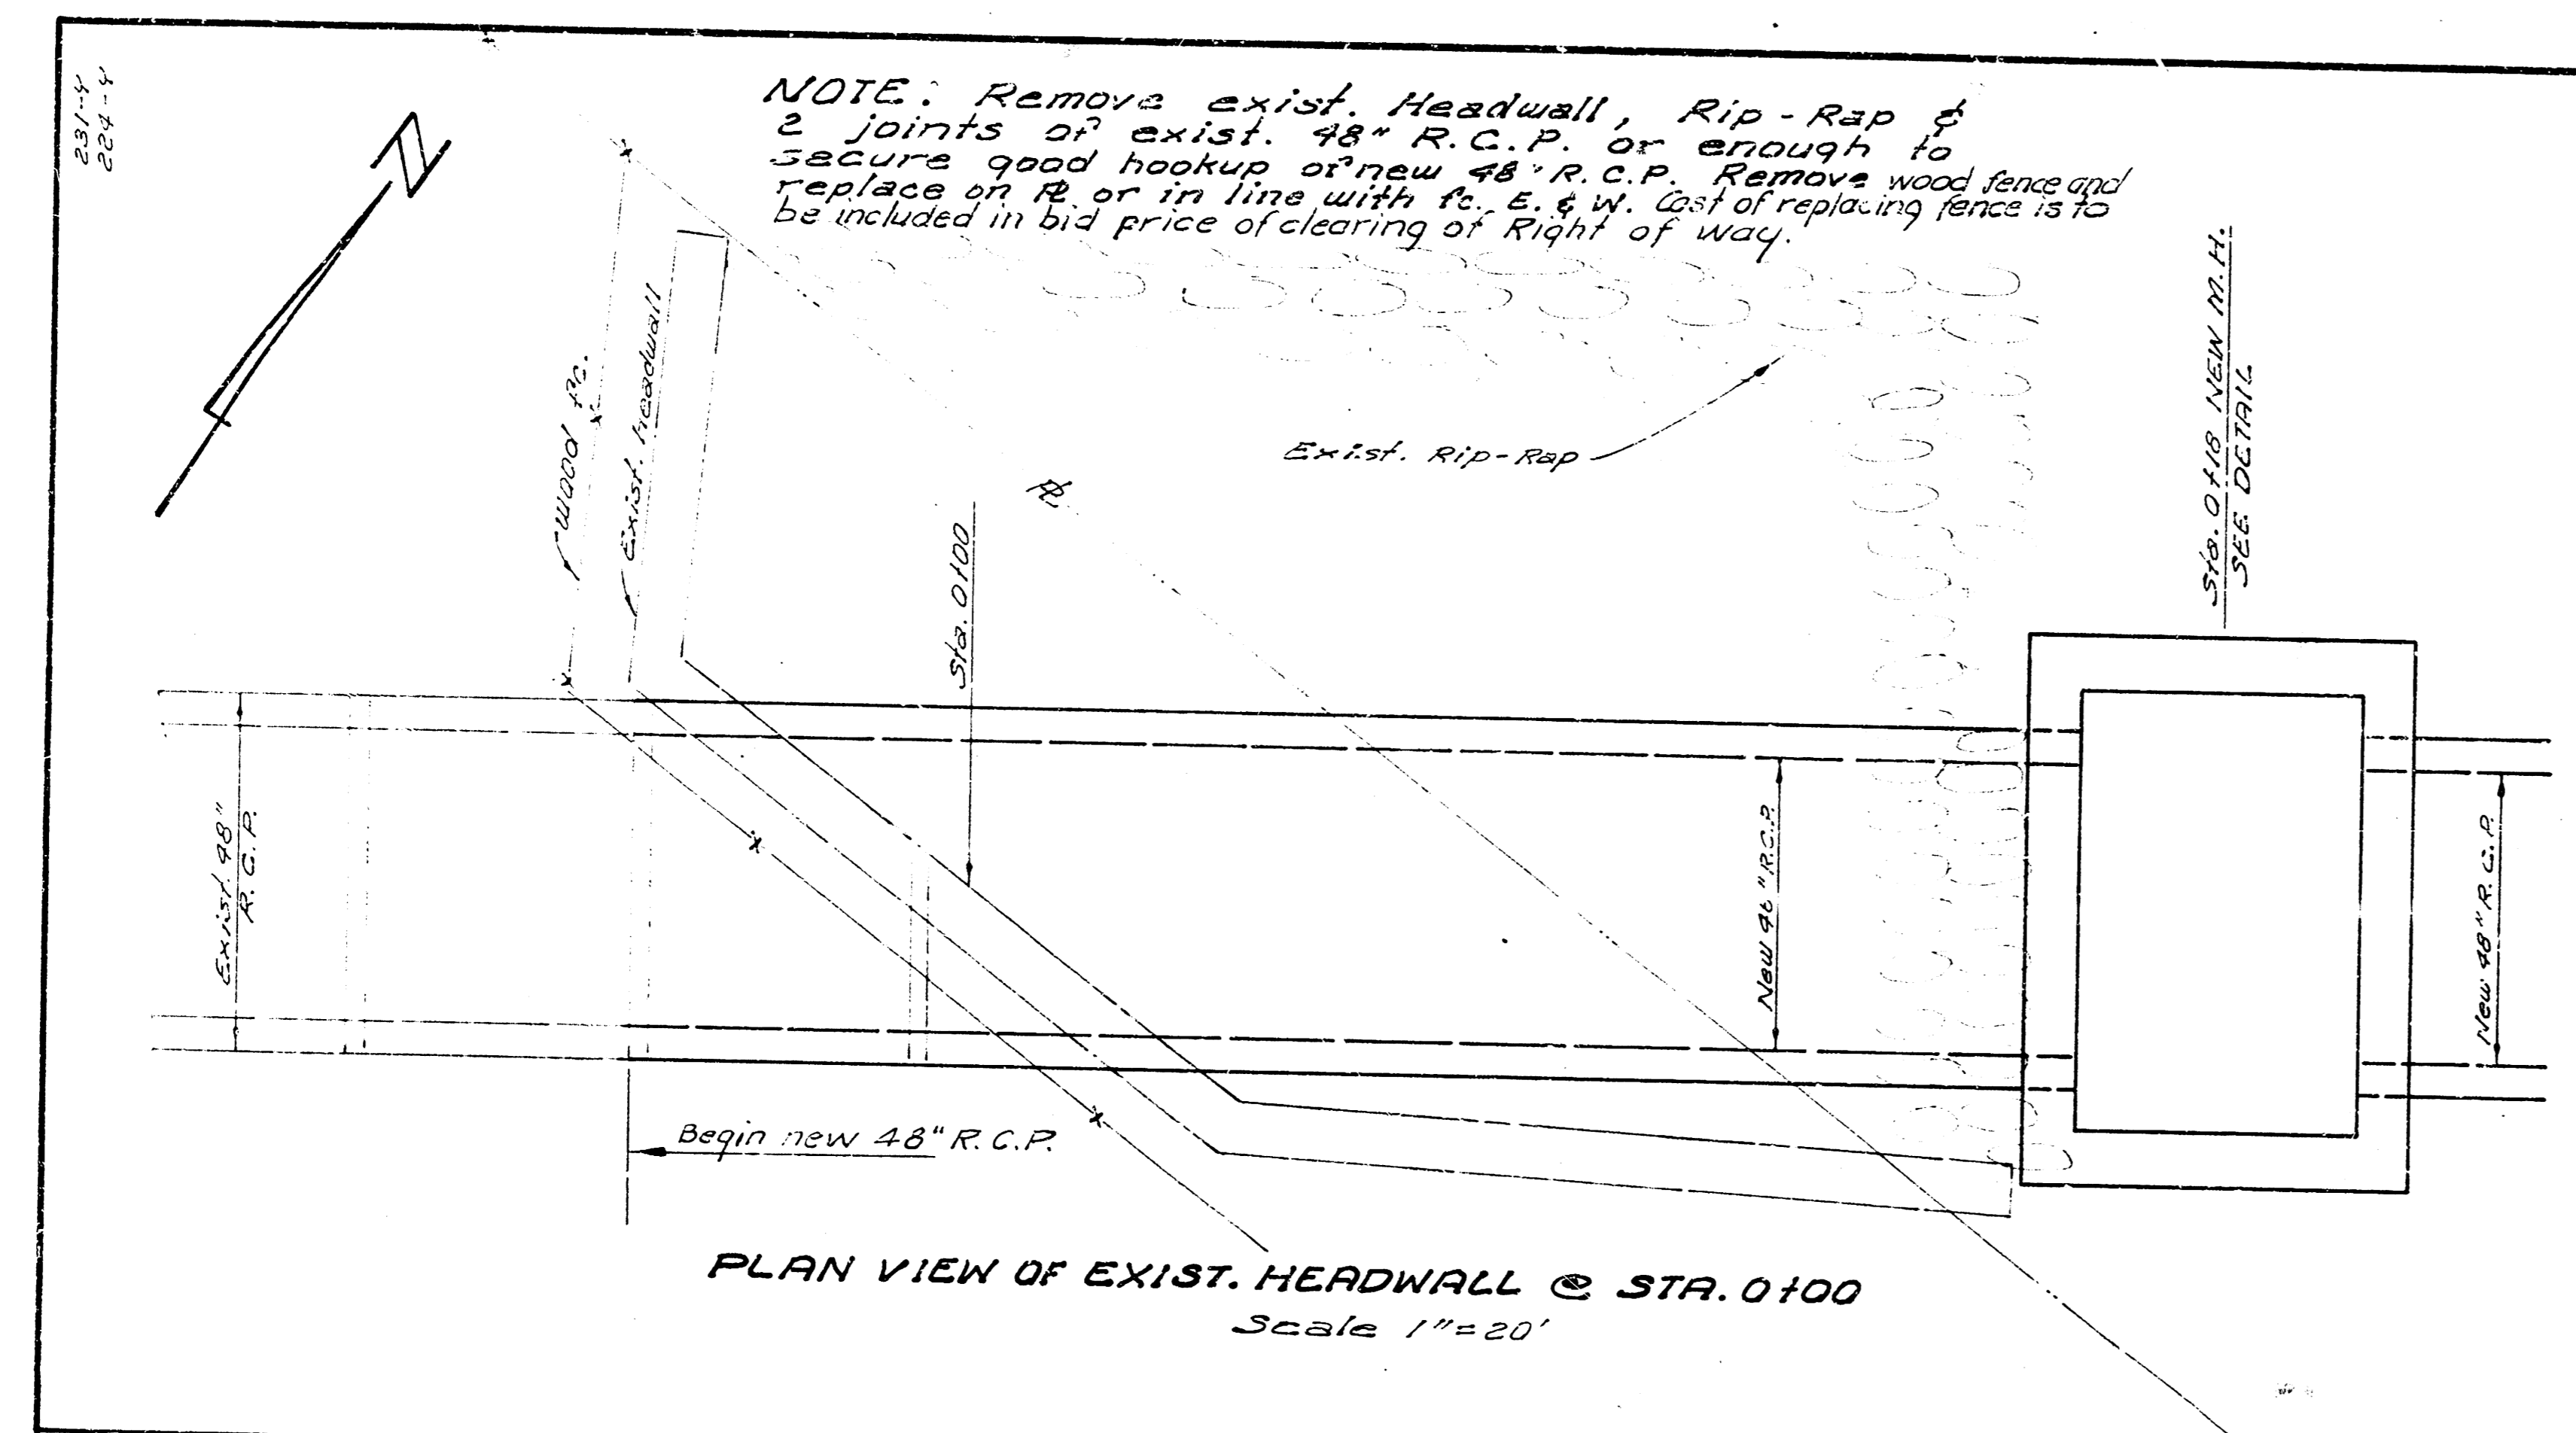 231-4
224-4
NOTE: Remove exist. Headwall, Rip-Rap &
2 joints of exist. 48" R.C.P. or enough to
secure good hookup of new 48" R.C.P. Remove wood fence and
replace on ⅊ or in line with fc. E. & W. Cost of replacing fence is to
be included in bid price of clearing of Right of Way.
N
Wood fc.
Exist. Headwall
Sta. 0+00
⅊
Exist. Rip-Rap
Sta. 0+18 NEW M.H.
SEE DETAIL
Exist. 48"
R.C.P.
New 48" R.C.P.
New 48" R.C.P.
Begin new 48" R.C.P.
PLAN VIEW OF EXIST. HEADWALL @ STA. 0+00
Scale 1"=20'